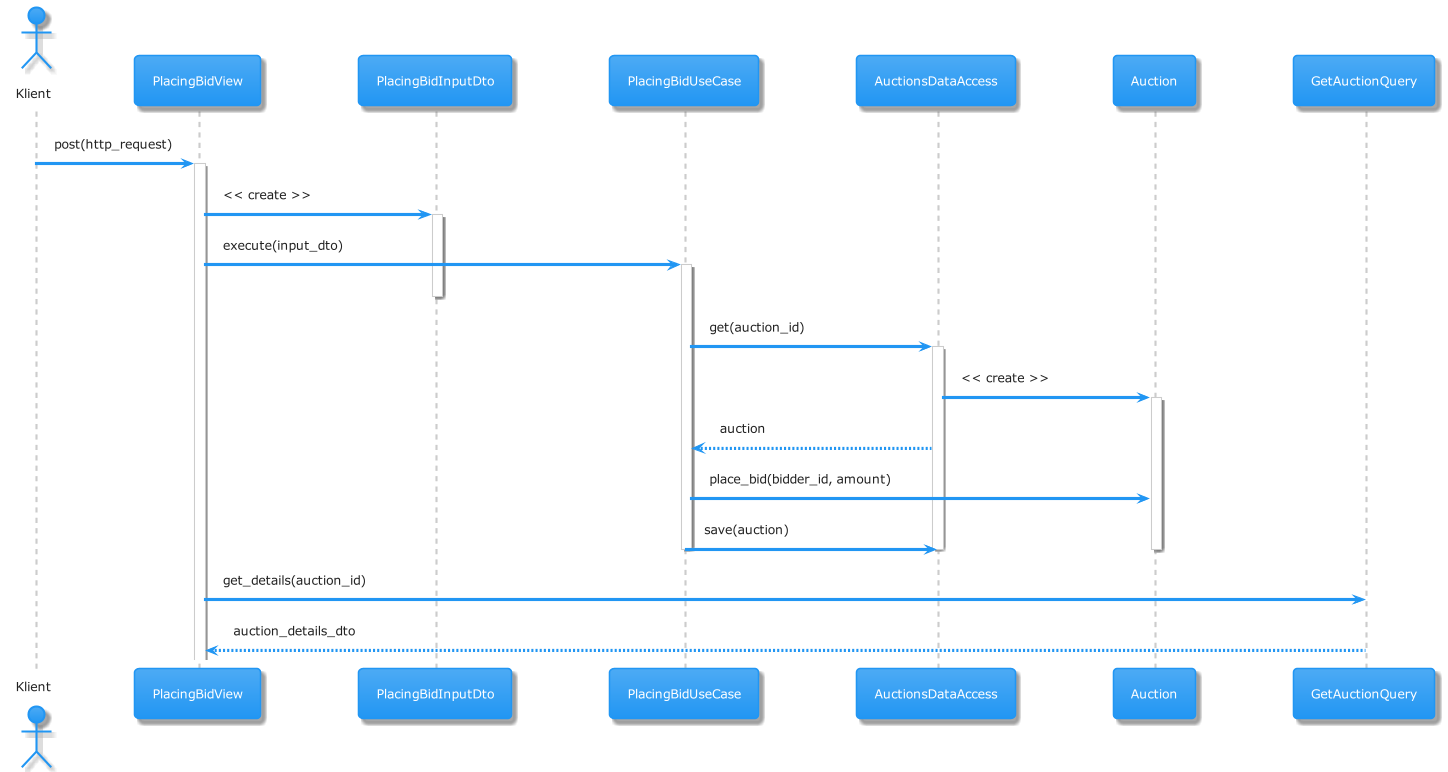 Klient
PlacingBidView
PlacingBidInputDto
PlacingBidUseCase
AuctionsDataAccess
Auction
GetAuctionQuery
post(http_request)
<< create >>
execute(input_dto)
get(auction_id)
<< create >>
auction
place_bid(bidder_id, amount)
save(auction)
get_details(auction_id)
auction_details_dto
Klient
PlacingBidView
PlacingBidInputDto
PlacingBidUseCase
AuctionsDataAccess
Auction
GetAuctionQuery